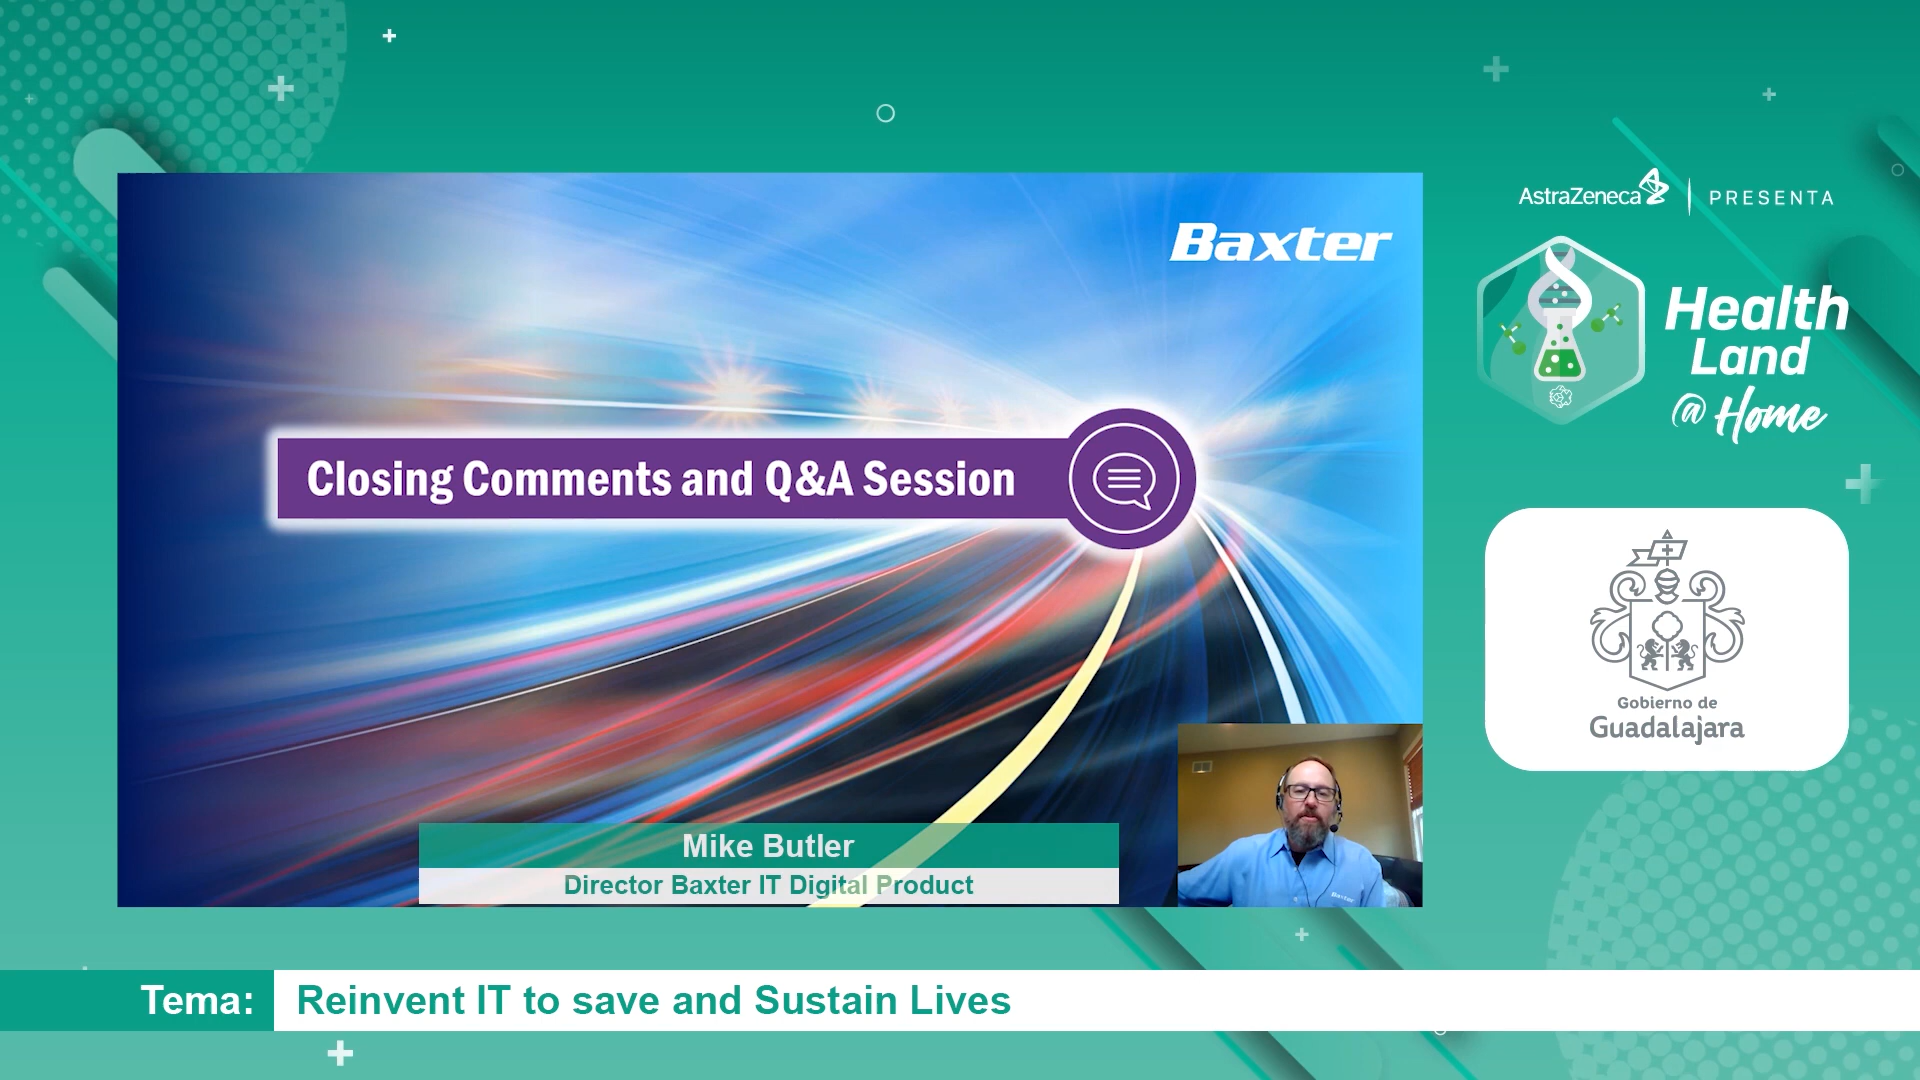 AstraZeneca | PRESENTA
Baxter
Health
Land
@ Home
Closing Comments and Q&A Session
Gobierno de
Guadalajara
Mike Butler
Director Baxter IT Digital Product
Baxter
Tema: Reinvent IT to save and Sustain Lives